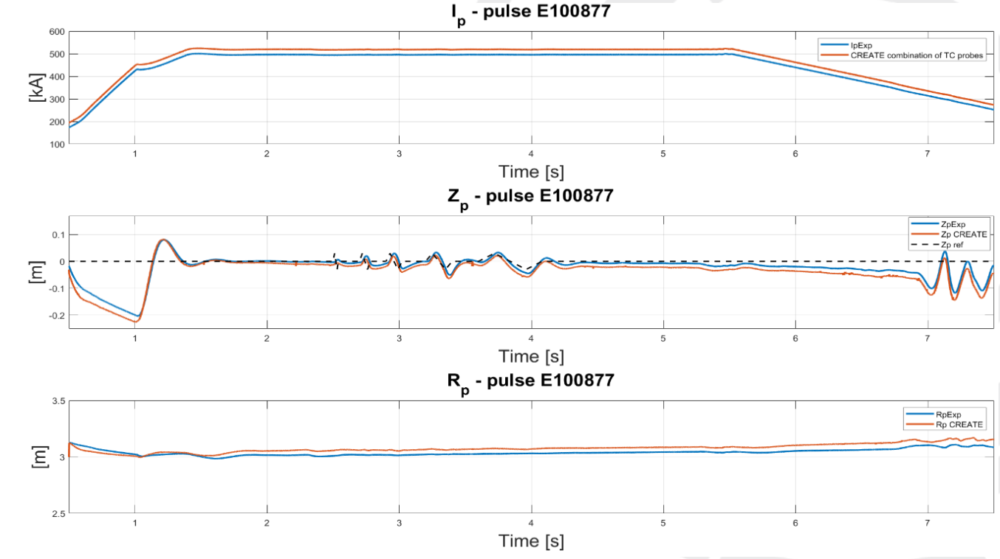 Ip - pulse E100877
600
500
400
300
200
100
[kA]
IpExp
CREATE combination of TC probes
1 2 3 4 5 6 7
Time [s]
Zp - pulse E100877
0.1
0
-0.1
-0.2
[m]
ZpExp
Zp CREATE
Zp ref
1 2 3 4 5 6 7
Time [s]
Rp - pulse E100877
3.5
3
2.5
[m]
RpExp
Rp CREATE
1 2 3 4 5 6 7
Time [s]